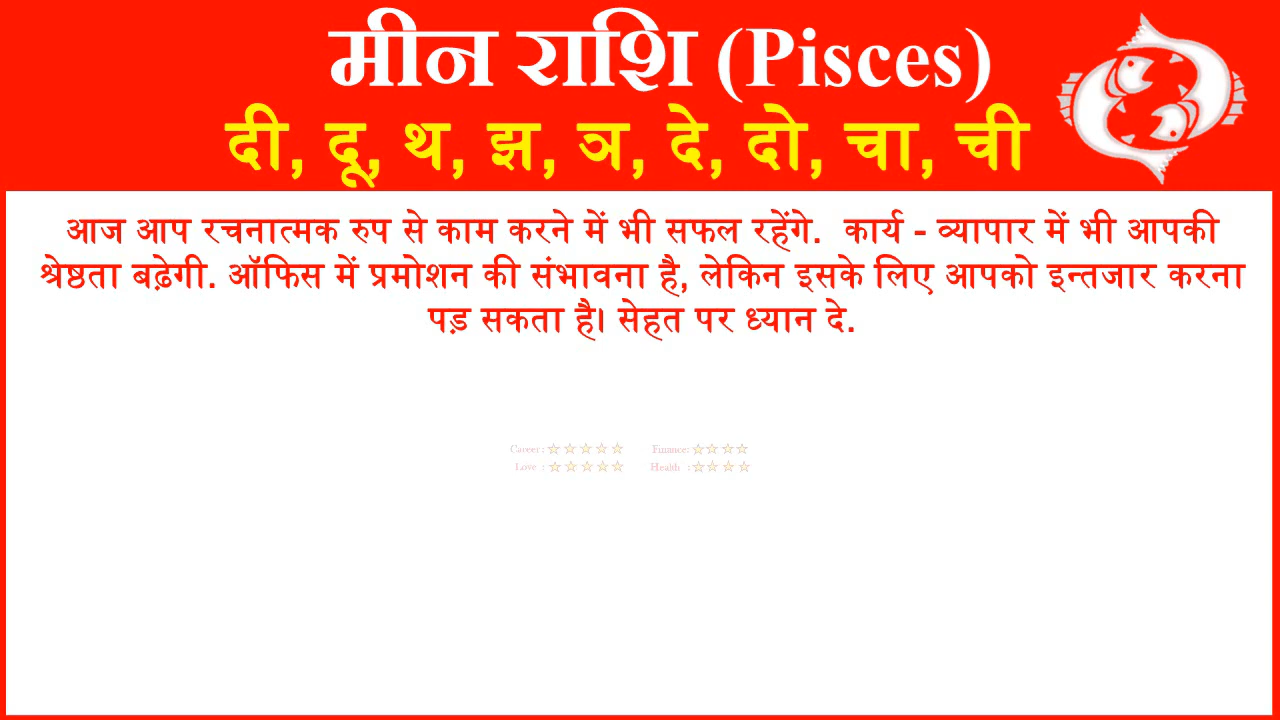 मीन राशि (Pisces)
दी, दू, थ, झ, ञ, दे, दो, चा, ची
आज आप रचनात्मक रुप से काम करने में भी सफल रहेंगे. कार्य - व्यापार में भी आपकी
श्रेष्ठता बढ़ेगी. ऑफिस में प्रमोशन की संभावना है, लेकिन इसके लिए आपको इन्तजार करना
पड़ सकता है। सेहत पर ध्यान दे.
Career : ☆☆☆☆☆ Finance: ☆☆☆☆
Love : ☆☆☆☆☆ Health : ☆☆☆☆